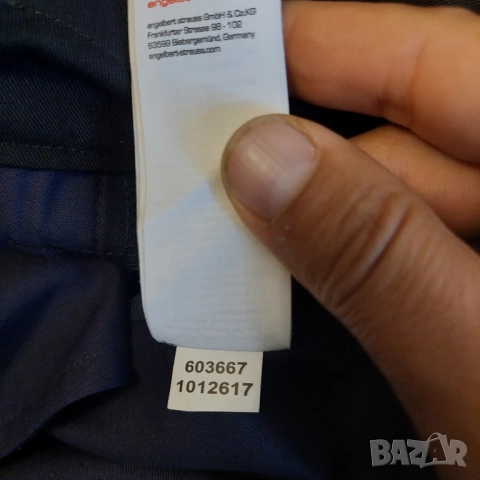 engelbert strauss GmbH & Co.KG
Frankfurter Strasse 98 - 102
63599 Biebergemünd, Germany
engelbert-strauss.com
603667
1012617
BAZAR